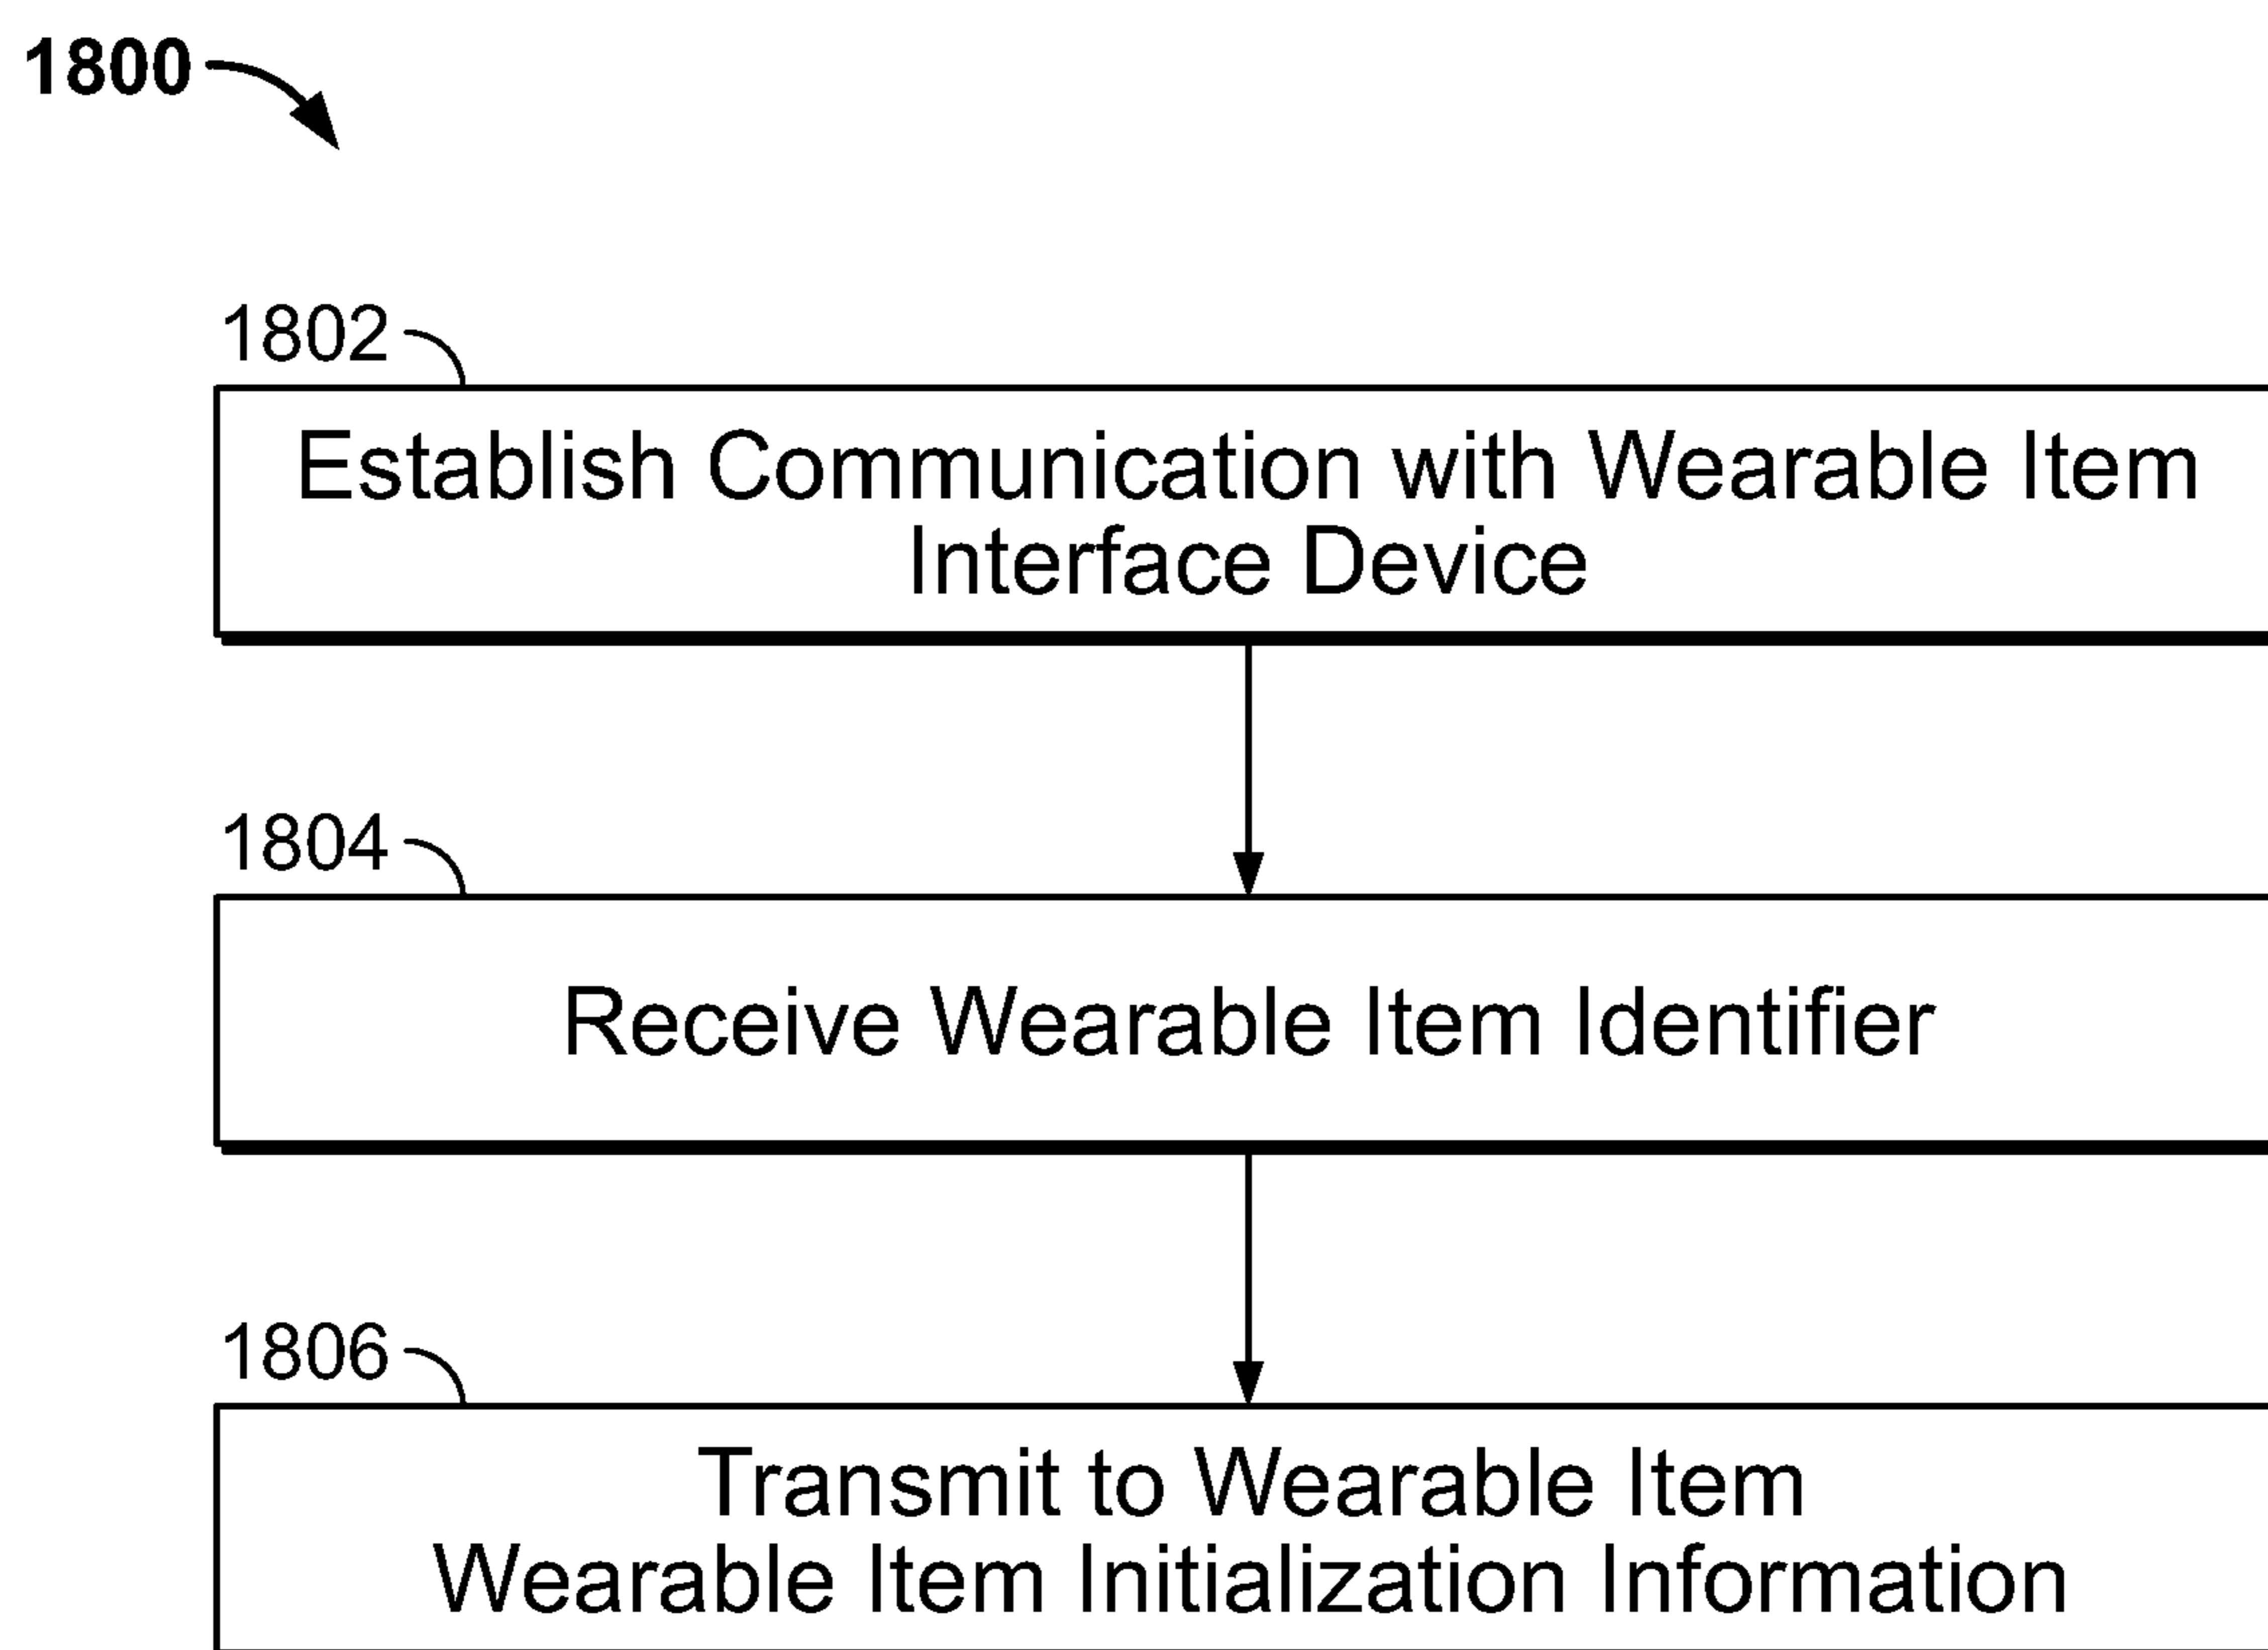 1800
1802
Establish Communication with Wearable Item
Interface Device
1804
Receive Wearable Item Identifier
1806
Transmit to Wearable Item
Wearable Item Initialization Information